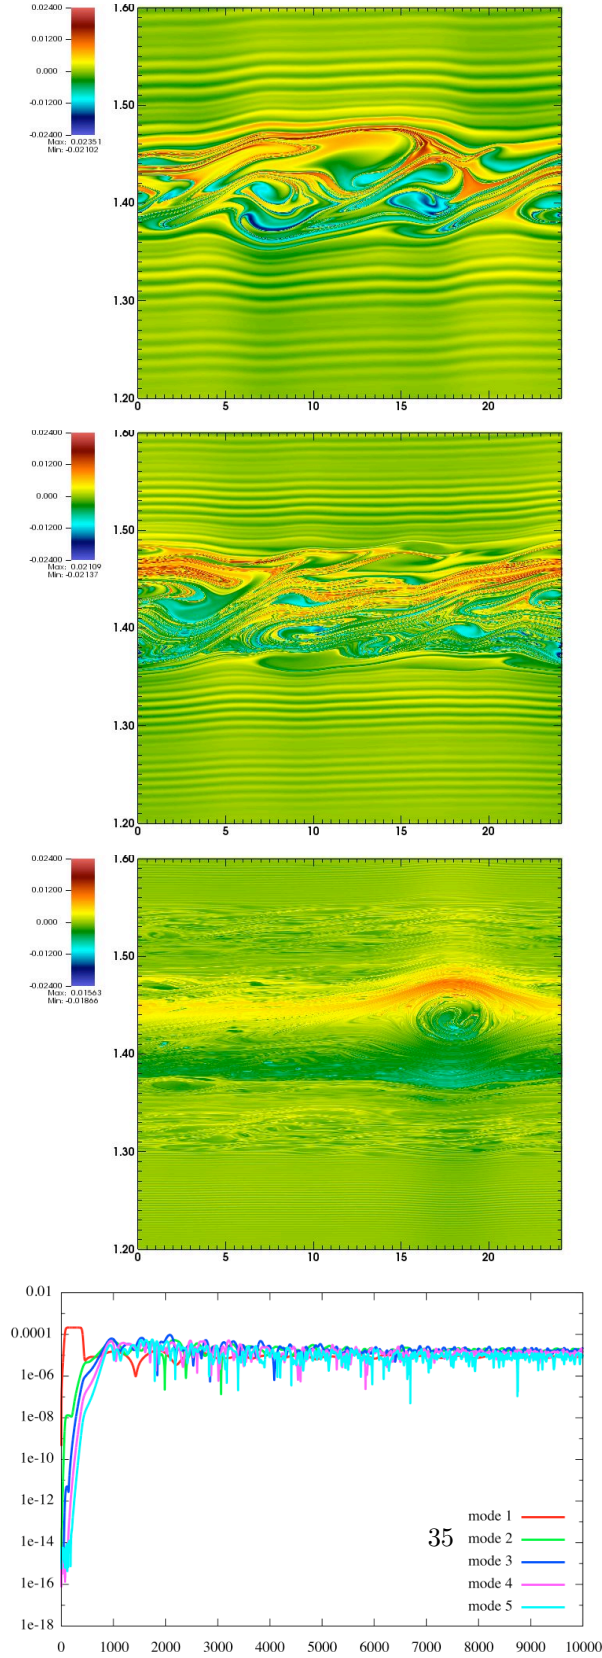 0.02400
0.01200
0.000
-0.01200
-0.02400
Max: 0.02351
Min: -0.02102
1.60
1.50
1.40
1.30
1.20
0 5 10 15 20
0.02400
0.01200
0.000
-0.01200
-0.02400
Max: 0.02109
Min: -0.02137
1.60
1.50
1.40
1.30
1.20
0 5 10 15 20
0.02400
0.01200
0.000
-0.01200
-0.02400
Max: 0.01563
Min: -0.01866
1.60
1.50
1.40
1.30
1.20
0 5 10 15 20
0.01
0.0001
1e-06
1e-08
1e-10
1e-12
1e-14
1e-16
1e-18
mode 1
mode 2
35
mode 3
mode 4
mode 5
0 1000 2000 3000 4000 5000 6000 7000 8000 9000 10000